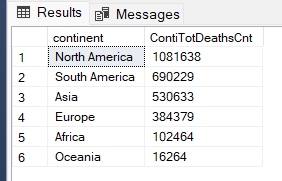 Results Messages
continent ContiTotDeathsCnt
1 North America 1081638
2 South America 690229
3 Asia 530633
4 Europe 384379
5 Africa 102464
6 Oceania 16264